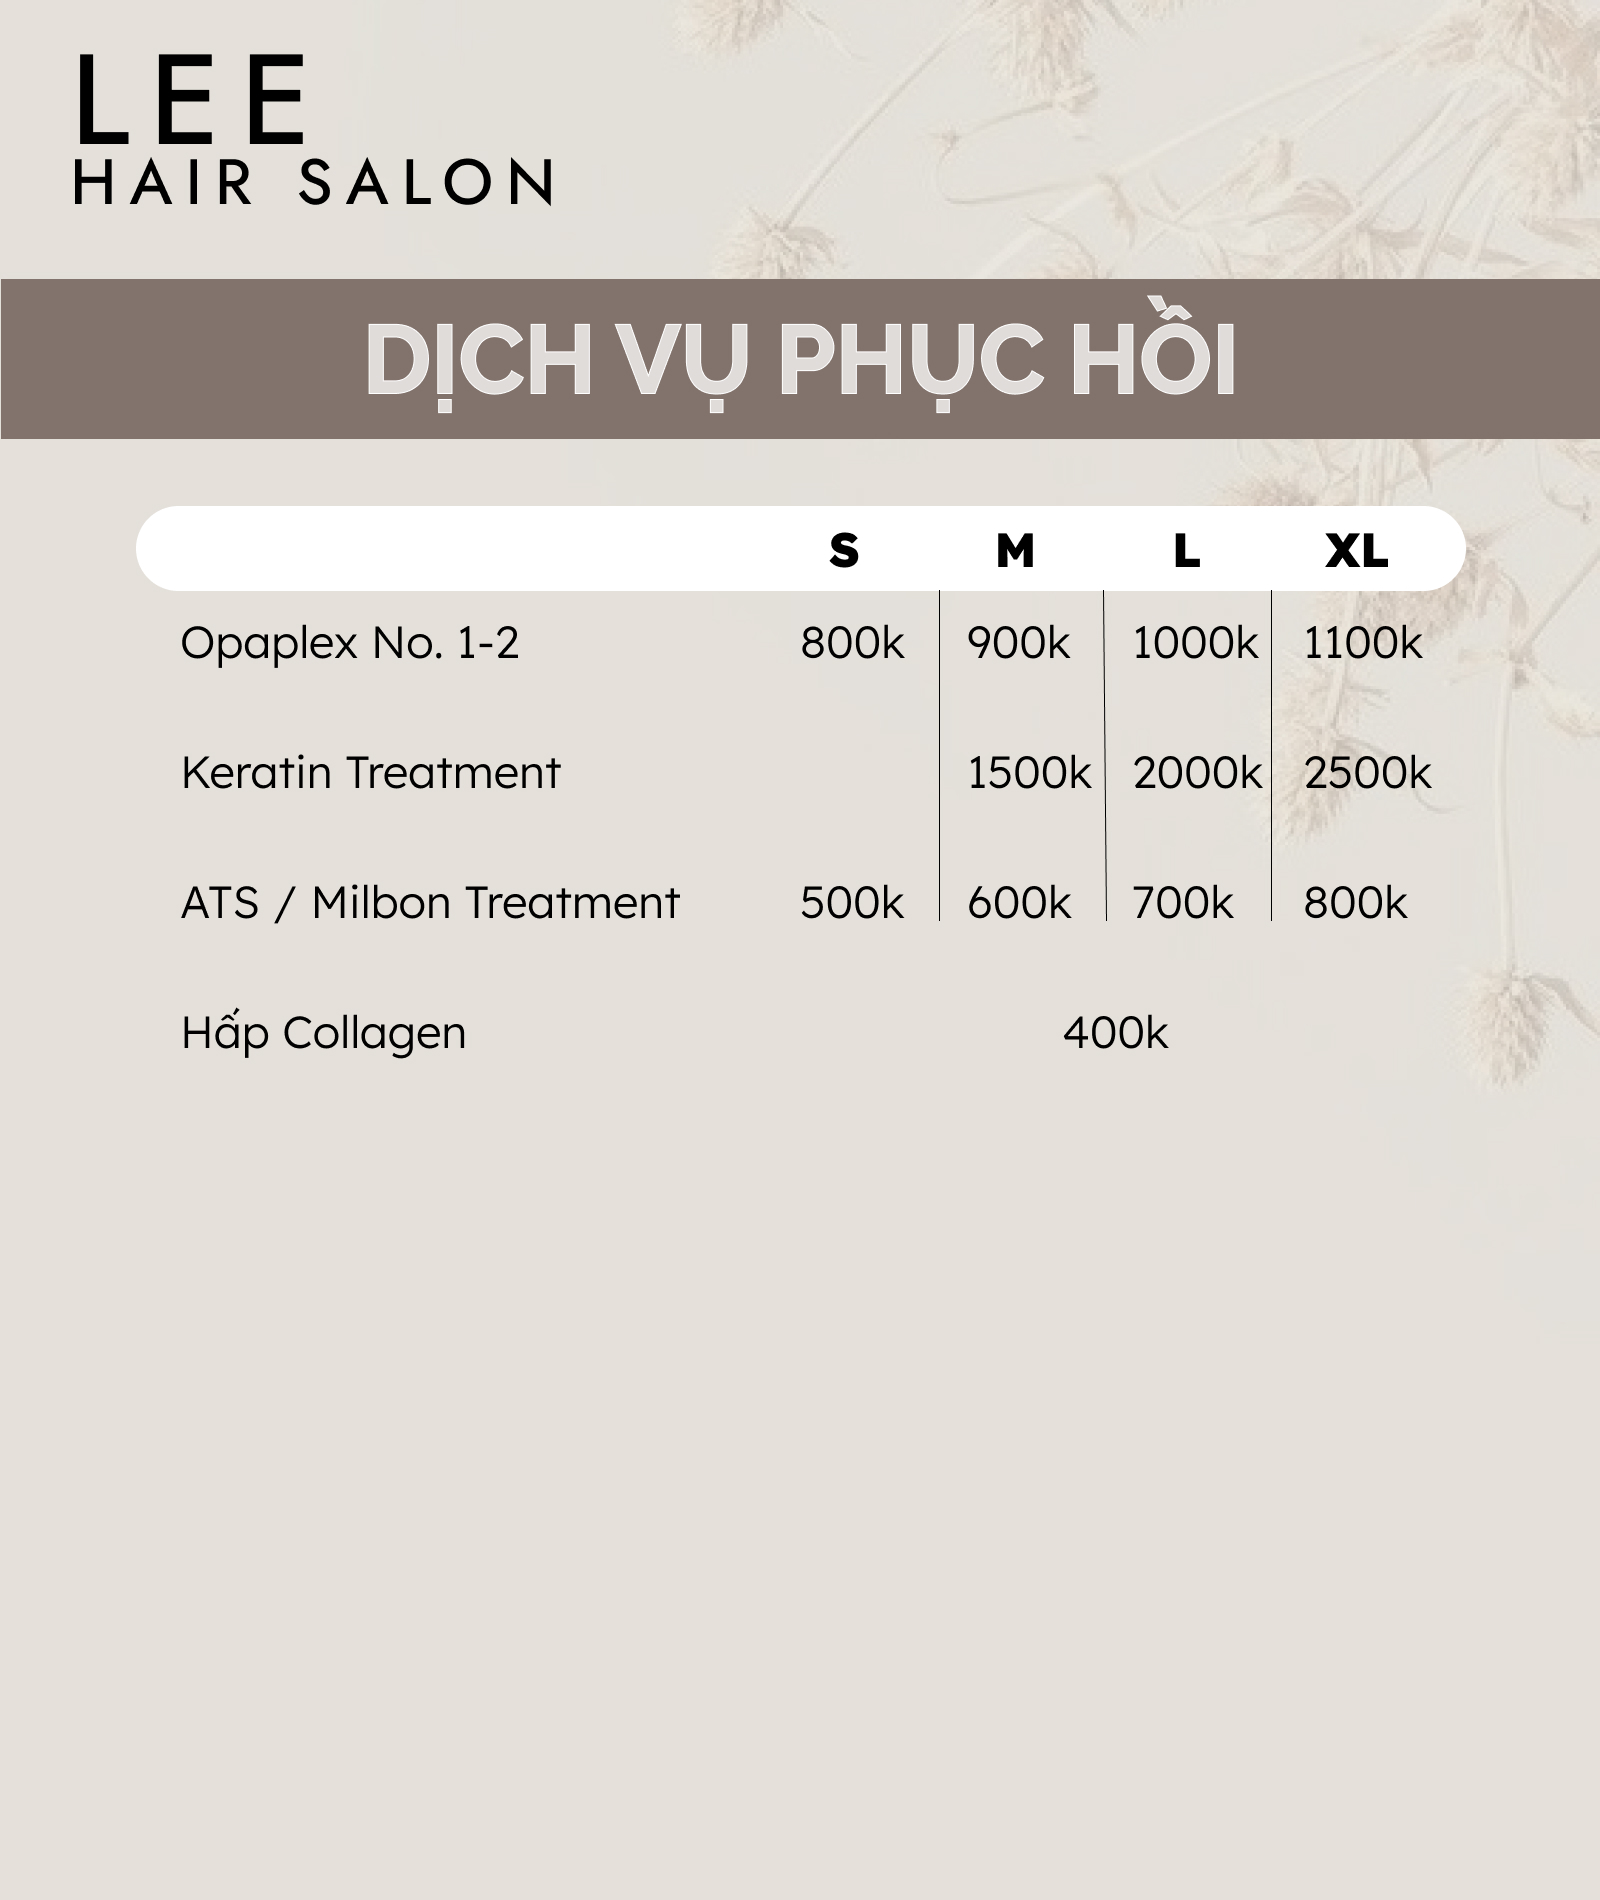 LEE
HAIR SALON
DỊCH VỤ PHỤC HỒI
S M L XL
Opaplex No. 1-2 800k 900k 1000k 1100k
Keratin Treatment 1500k 2000k 2500k
ATS / Milbon Treatment 500k 600k 700k 800k
Hấp Collagen 400k